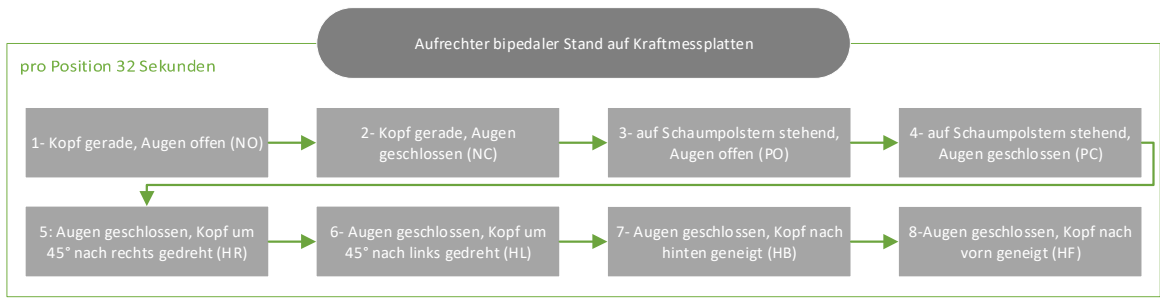 Aufrechter bipedaler Stand auf Kraftmessplatten
pro Position 32 Sekunden
1- Kopf gerade, Augen offen (NO)
2- Kopf gerade, Augen
geschlossen (NC)
3- auf Schaumpolstern stehend,
Augen offen (PO)
4- auf Schaumpolstern stehend,
Augen geschlossen (PC)
5: Augen geschlossen, Kopf um
45° nach rechts gedreht (HR)
6- Augen geschlossen, Kopf um
45° nach links gedreht (HL)
7- Augen geschlossen, Kopf nach
hinten geneigt (HB)
8-Augen geschlossen, Kopf nach
vorn geneigt (HF)